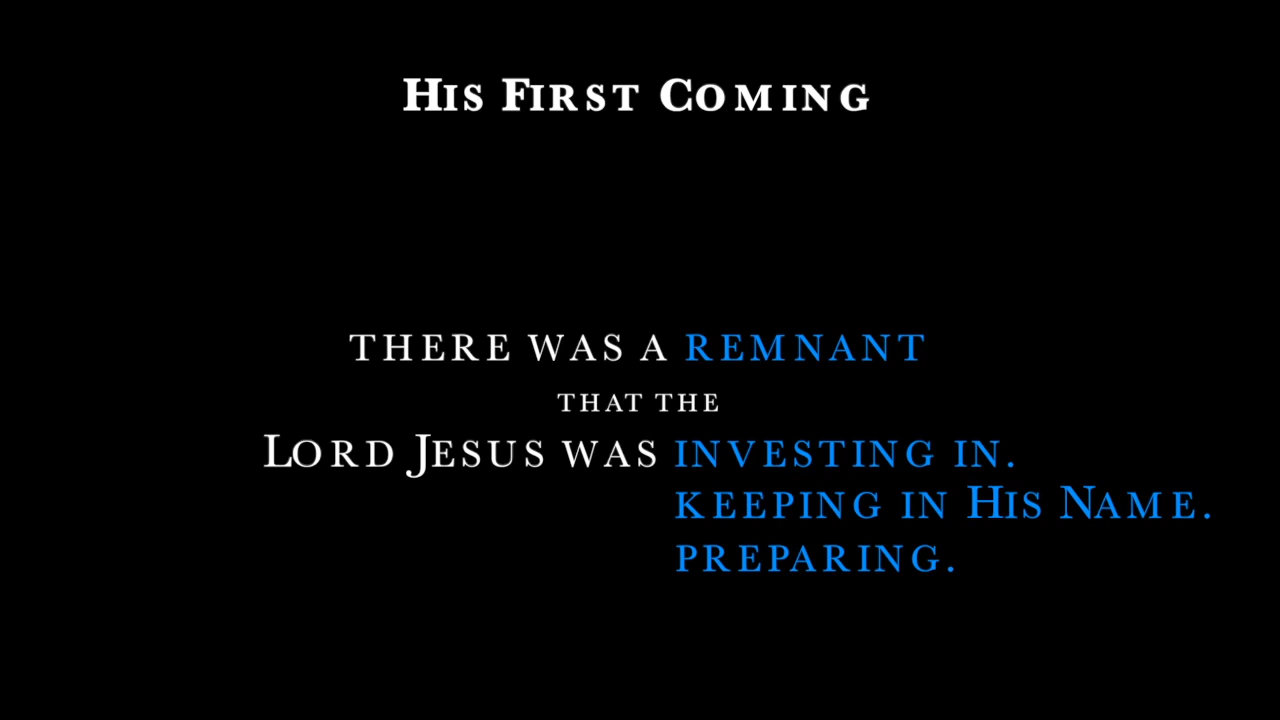 His First Coming
THERE WAS A REMNANT
THAT THE
LORD JESUS WAS INVESTING IN.
KEEPING IN HIS NAME.
PREPARING.